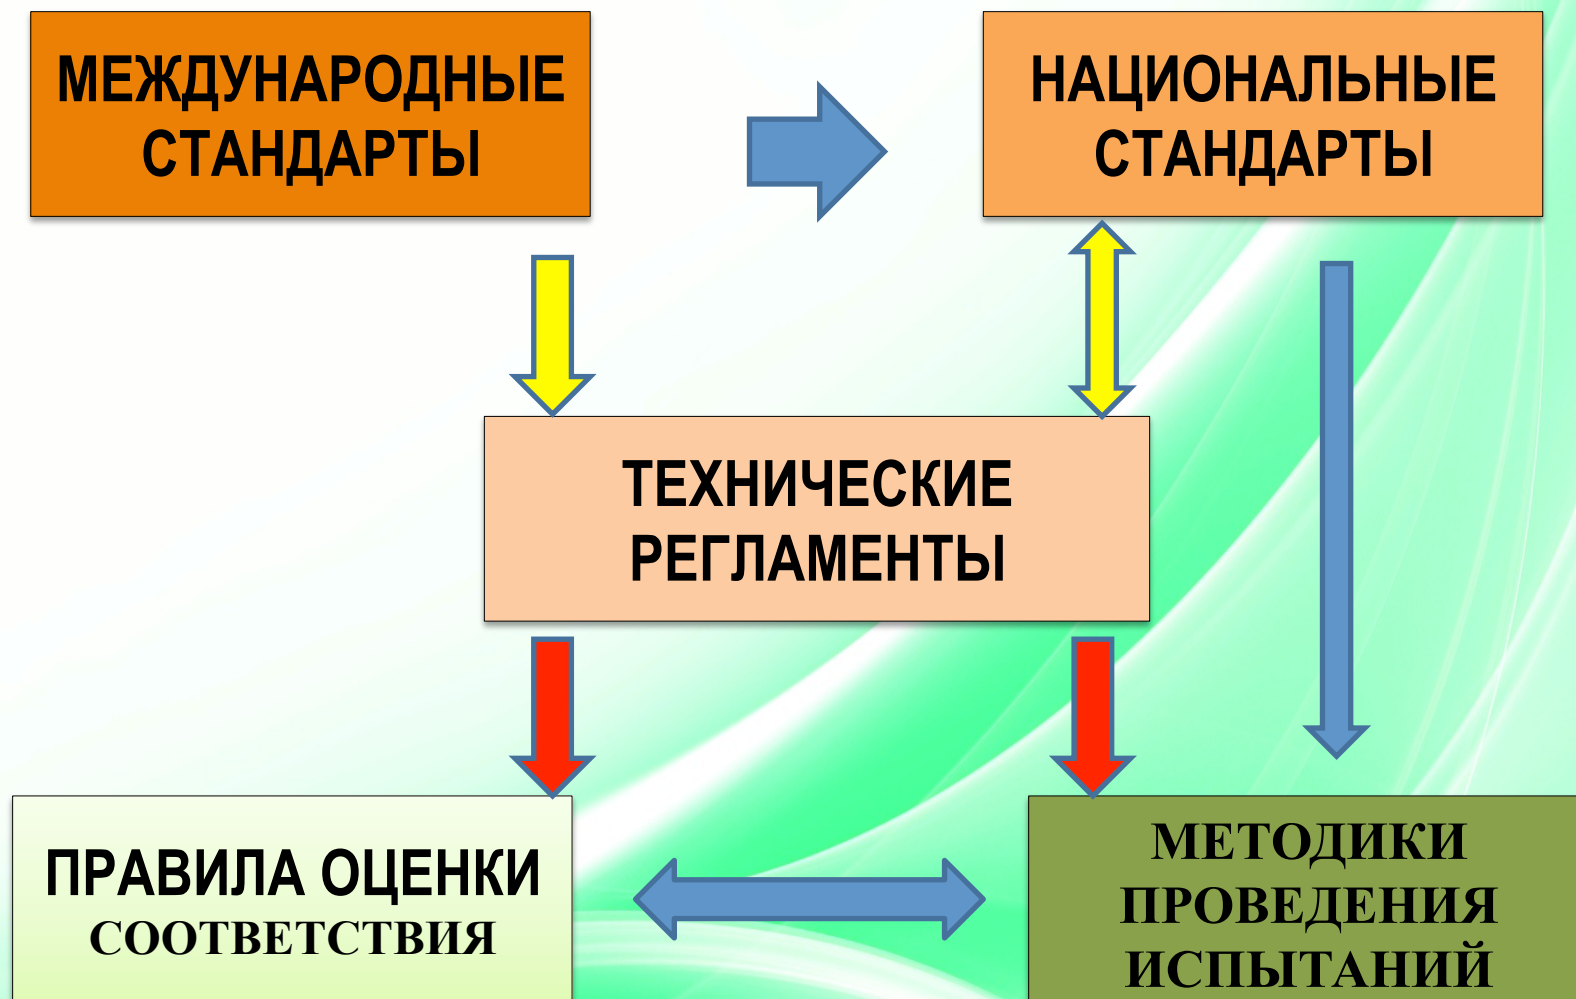 МЕЖДУНАРОДНЫЕ
СТАНДАРТЫ
НАЦИОНАЛЬНЫЕ
СТАНДАРТЫ
ТЕХНИЧЕСКИЕ
РЕГЛАМЕНТЫ
ПРАВИЛА ОЦЕНКИ
СООТВЕТСТВИЯ
МЕТОДИКИ
ПРОВЕДЕНИЯ
ИСПЫТАНИЙ